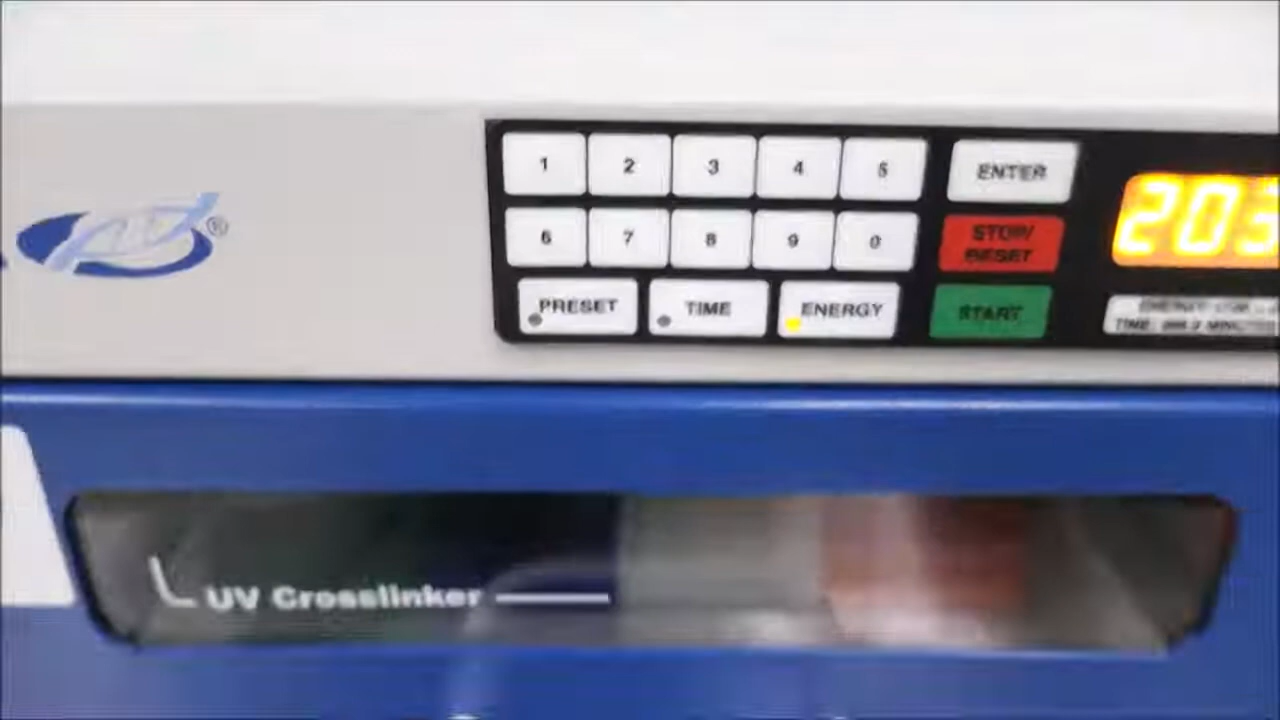 1 2 3 4 5 ENTER
6 7 8 9 0 STOP/
RESET
203
PRESET TIME ENERGY START
®
UV Crosslinker